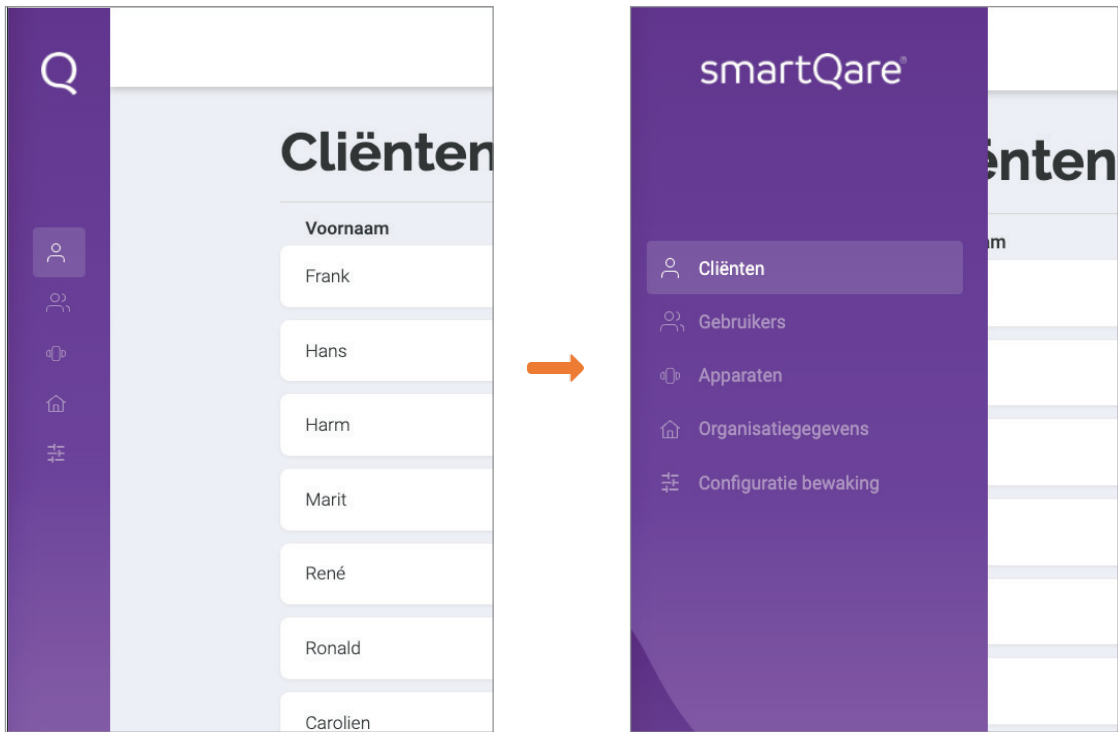 Q
Cliënten
Voornaam
Frank
Hans
Harm
Marit
René
Ronald
Carolien
smartQare®
ënten
am
Cliënten
Gebruikers
Apparaten
Organisatiegegevens
Configuratie bewaking